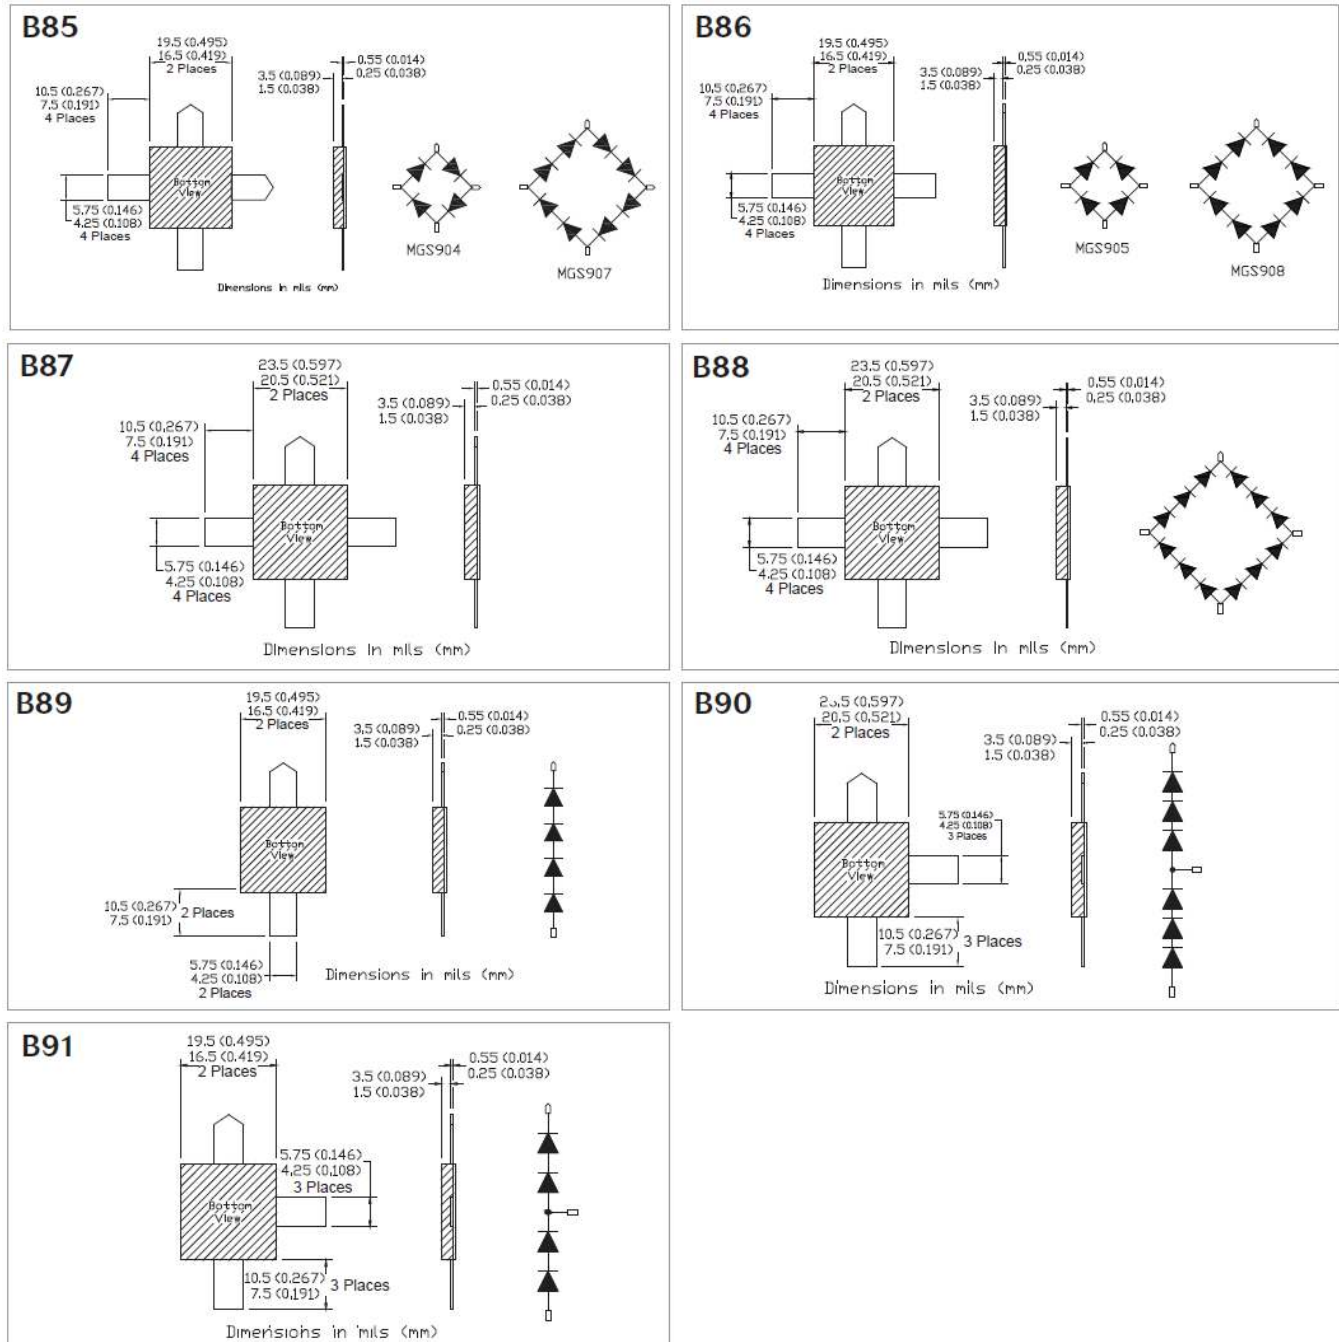 B85
19.5 (0.495)
16.5 (0.419)
2 Places
0.55 (0.014)
0.25 (0.038)
3.5 (0.089)
1.5 (0.038)
10.5 (0.267)
7.5 (0.191)
4 Places
Bottom
View
5.75 (0.146)
4.25 (0.108)
4 Places
MGS904
MGS907
Dimensions in mils (mm)
B86
19.5 (0.495)
16.5 (0.419)
2 Places
0.55 (0.014)
0.25 (0.038)
3.5 (0.089)
1.5 (0.038)
10.5 (0.267)
7.5 (0.191)
4 Places
Bottom
View
5.75 (0.146)
4.25 (0.108)
4 Places
MGS905
MGS908
Dimensions in mils (mm)
B87
23.5 (0.597)
20.5 (0.521)
2 Places
0.55 (0.014)
0.25 (0.038)
3.5 (0.089)
1.5 (0.038)
10.5 (0.267)
7.5 (0.191)
4 Places
Bottom
View
5.75 (0.146)
4.25 (0.108)
4 Places
Dimensions in mils (mm)
B88
23.5 (0.597)
20.5 (0.521)
2 Places
0.55 (0.014)
0.25 (0.038)
3.5 (0.089)
1.5 (0.038)
10.5 (0.267)
7.5 (0.191)
4 Places
Bottom
View
5.75 (0.146)
4.25 (0.108)
4 Places
Dimensions in mils (mm)
B89
19.5 (0.495)
16.5 (0.419)
2 Places
0.55 (0.014)
0.25 (0.038)
3.5 (0.089)
1.5 (0.038)
Bottom
View
10.5 (0.267)
7.5 (0.191)
2 Places
5.75 (0.146)
4.25 (0.108)
2 Places
Dimensions in mils (mm)
B90
23.5 (0.597)
20.5 (0.521)
2 Places
0.55 (0.014)
0.25 (0.038)
3.5 (0.089)
1.5 (0.038)
5.75 (0.146)
4.25 (0.108)
3 Places
Bottom
View
10.5 (0.267)
7.5 (0.191)
3 Places
Dimensions in mils (mm)
B91
19.5 (0.495)
16.5 (0.419)
2 Places
0.55 (0.014)
0.25 (0.038)
3.5 (0.089)
1.5 (0.038)
5.75 (0.146)
4.25 (0.108)
3 Places
Bottom
View
10.5 (0.267)
7.5 (0.191)
3 Places
Dimensions in mils (mm)